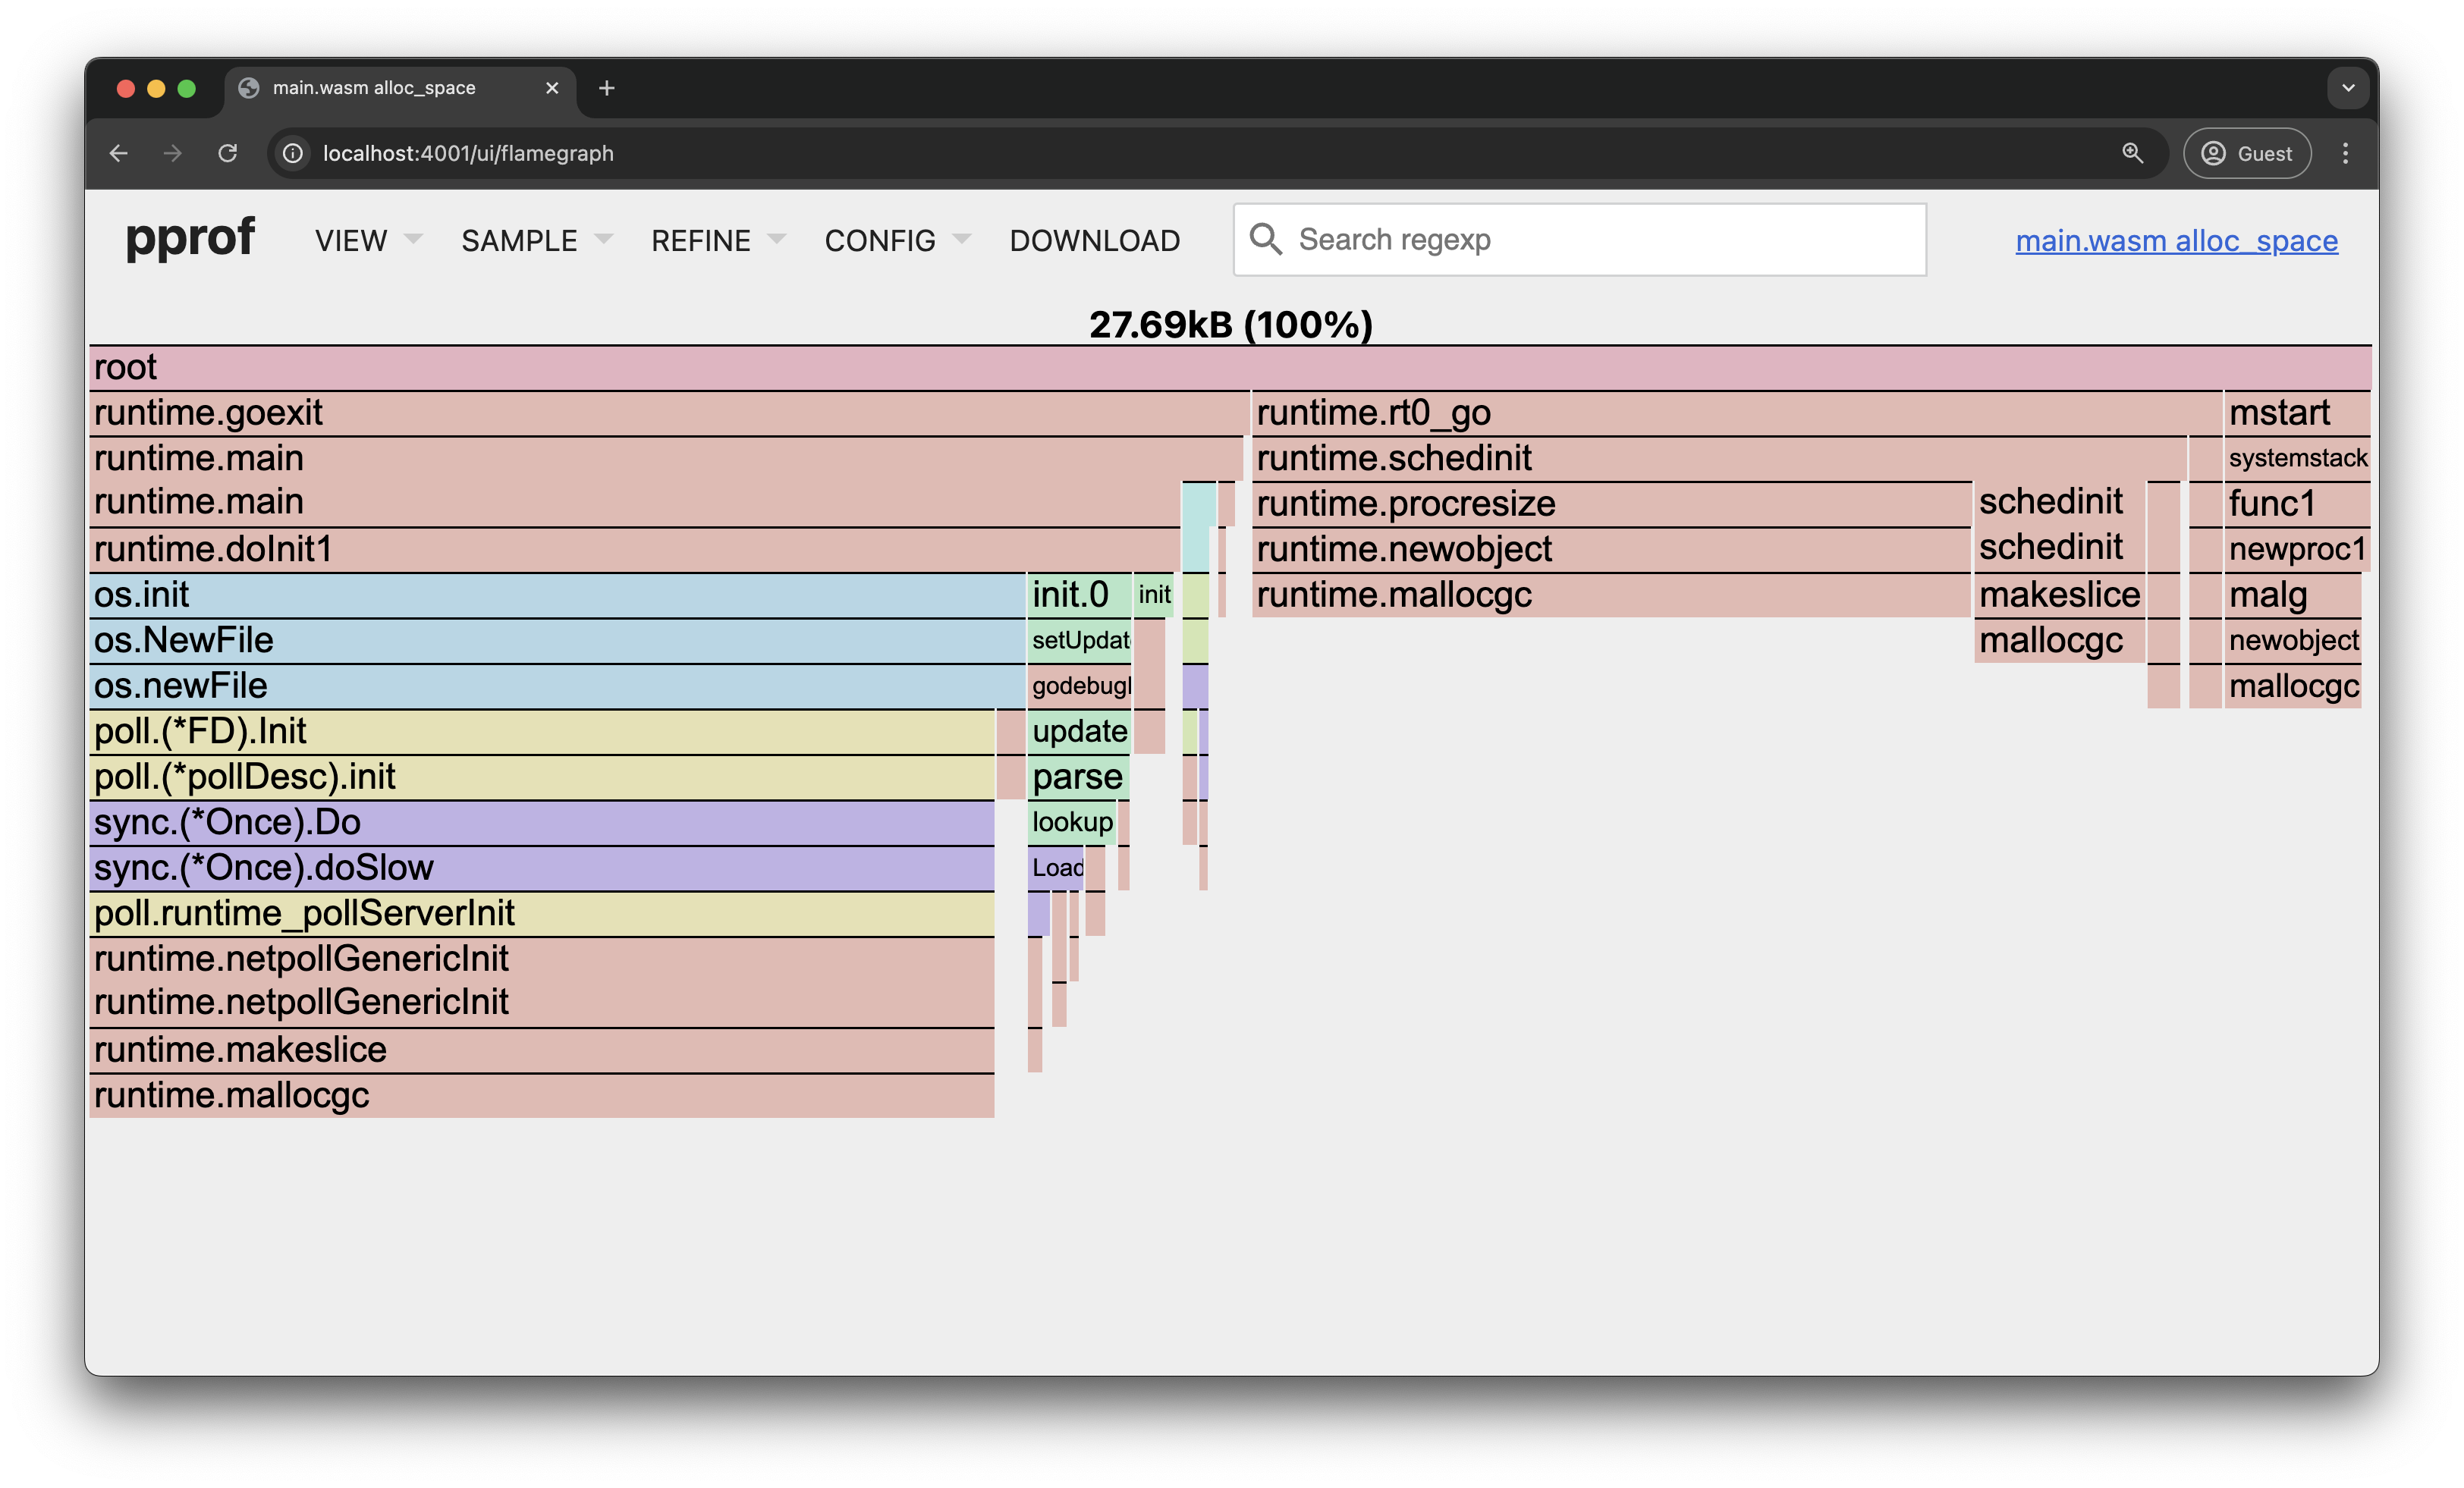 main.wasm alloc_space
localhost:4001/ui/flamegraph
Guest
pprof VIEW SAMPLE REFINE CONFIG DOWNLOAD Search regexp main.wasm alloc_space
27.69kB (100%)
root
runtime.goexit runtime.rt0_go mstart
runtime.main runtime.schedinit systemstack
runtime.main runtime.procresize schedinit func1
runtime.doInit1 runtime.newobject schedinit newproc1
os.init init.0 init runtime.mallocgc makeslice malg
os.NewFile setUpdat mallocgc newobject
os.newFile godebug mallocgc
poll.(*FD).Init update
poll.(*pollDesc).init parse
sync.(*Once).Do lookup
sync.(*Once).doSlow Load
poll.runtime_pollServerInit
runtime.netpollGenericInit
runtime.netpollGenericInit
runtime.makeslice
runtime.mallocgc